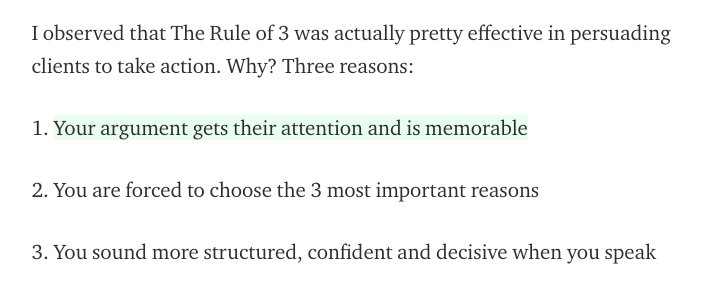 I observed that The Rule of 3 was actually pretty effective in persuading
clients to take action. Why? Three reasons:
1. Your argument gets their attention and is memorable
2. You are forced to choose the 3 most important reasons
3. You sound more structured, confident and decisive when you speak